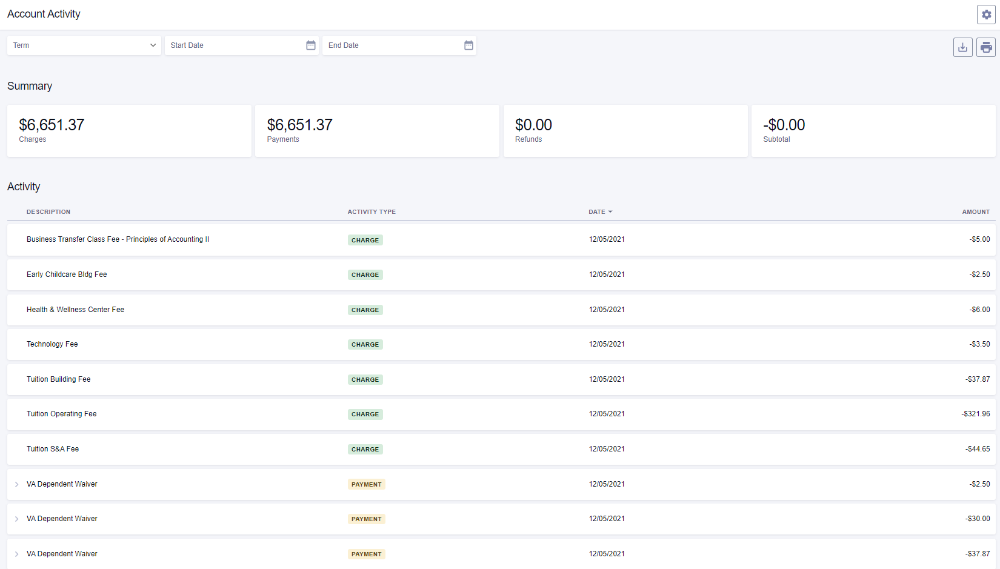 Account Activity
Term
Start Date
End Date
Summary
$6,651.37
Charges
$6,651.37
Payments
$0.00
Refunds
-$0.00
Subtotal
Activity
DESCRIPTION ACTIVITY TYPE DATE AMOUNT
Business Transfer Class Fee - Principles of Accounting II CHARGE 12/05/2021 -$5.00
Early Childcare Bldg Fee CHARGE 12/05/2021 -$2.50
Health & Wellness Center Fee CHARGE 12/05/2021 -$6.00
Technology Fee CHARGE 12/05/2021 -$3.50
Tuition Building Fee CHARGE 12/05/2021 -$37.87
Tuition Operating Fee CHARGE 12/05/2021 -$321.96
Tuition S&A Fee CHARGE 12/05/2021 -$44.65
VA Dependent Waiver PAYMENT 12/05/2021 -$2.50
VA Dependent Waiver PAYMENT 12/05/2021 -$30.00
VA Dependent Waiver PAYMENT 12/05/2021 -$37.87